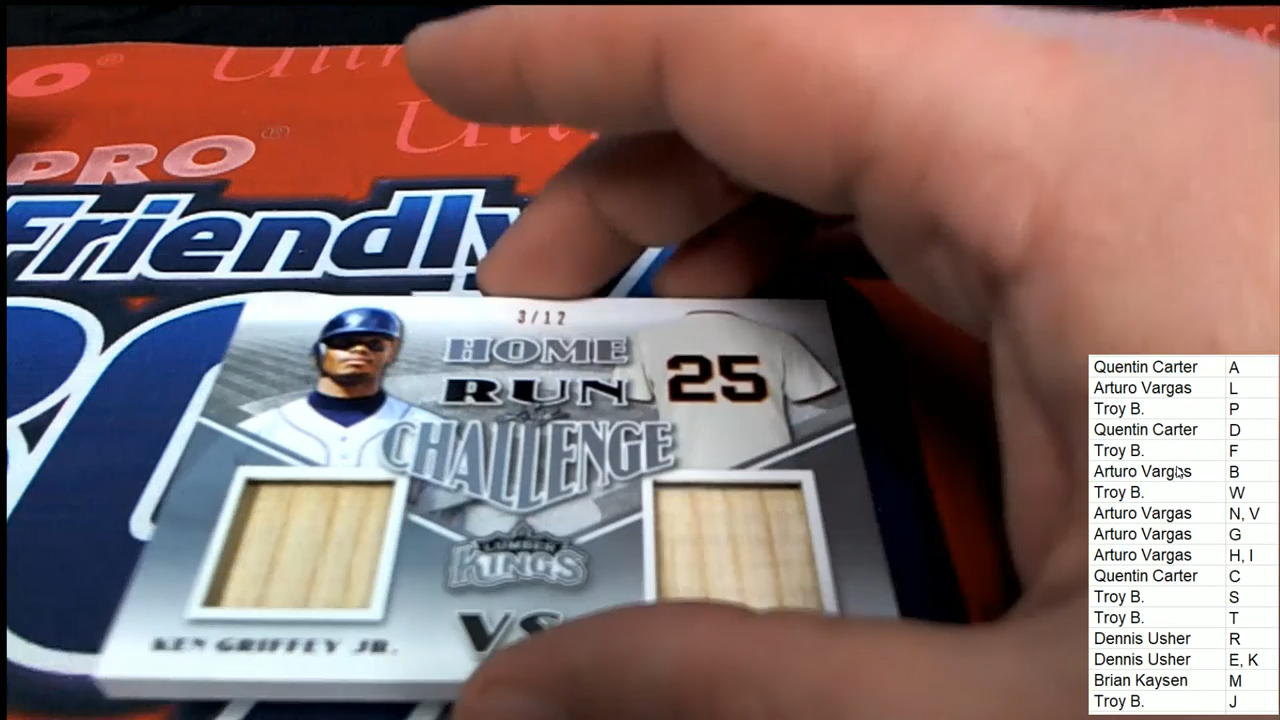 PRO®
PRO®
Friendly
3/12
HOME
RUN
25
CHALLENGE
LUMBER
KINGS
VS
KEN GRIFFEY JR.
Quentin Carter A
Arturo Vargas L
Troy B. P
Quentin Carter D
Troy B. F
Arturo Vargas B
Troy B. W
Arturo Vargas N, V
Arturo Vargas G
Arturo Vargas H, I
Quentin Carter C
Troy B. S
Troy B. T
Dennis Usher R
Dennis Usher E, K
Brian Kaysen M
Troy B. J